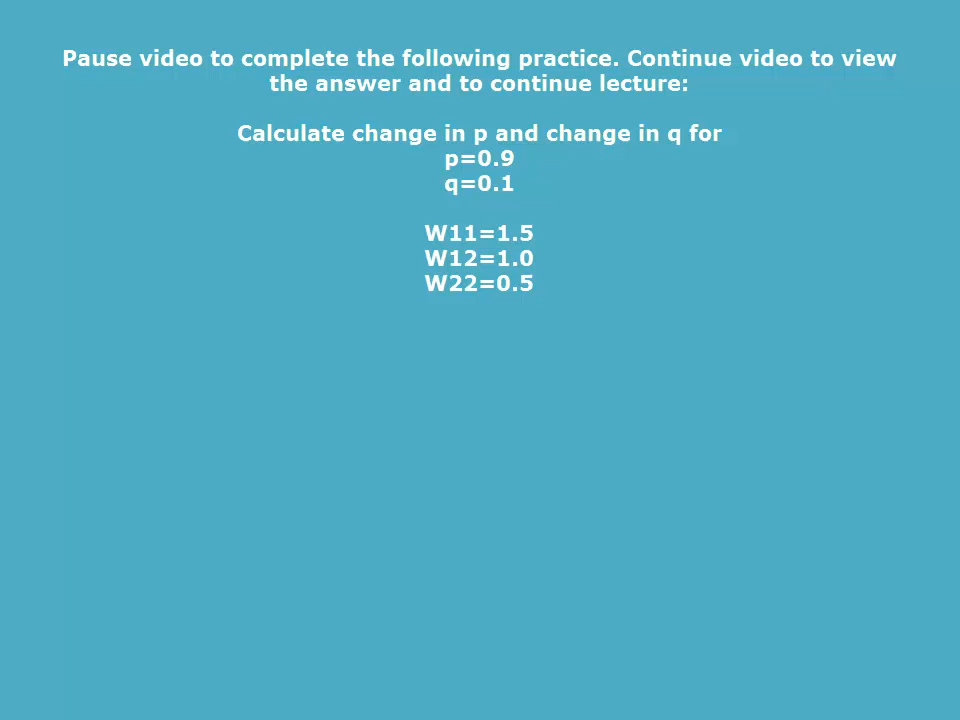 Pause video to complete the following practice. Continue video to view
the answer and to continue lecture:
Calculate change in p and change in q for
p=0.9
q=0.1
W11=1.5
W12=1.0
W22=0.5